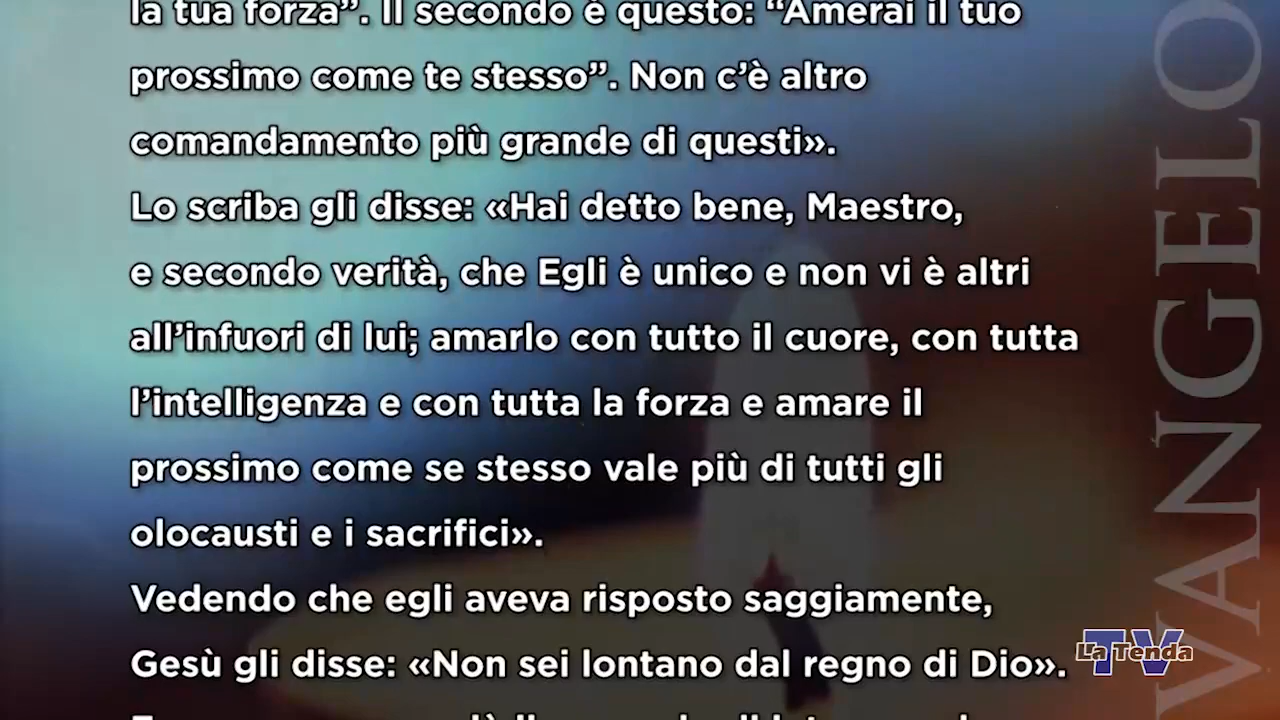 la tua forza”. Il secondo è questo: “Amerai il tuo
prossimo come te stesso”. Non c’è altro
comandamento più grande di questi».
Lo scriba gli disse: «Hai detto bene, Maestro,
e secondo verità, che Egli è unico e non vi è altri
all’infuori di lui; amarlo con tutto il cuore, con tutta
l’intelligenza e con tutta la forza e amare il
prossimo come se stesso vale più di tutti gli
olocausti e i sacrifici».
Vedendo che egli aveva risposto saggiamente,
Gesù gli disse: «Non sei lontano dal regno di Dio».
VANGELO
TV
La Tenda